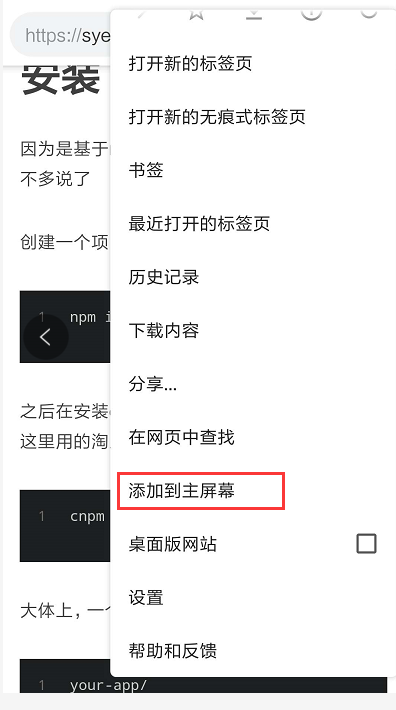 https://sye
安装
打开新的标签页
打开新的无痕式标签页
因为是基于
书签
不多说了
最近打开的标签页
创建一个项
历史记录
1 npm i
下载内容
分享...
之后在安装
在网页中查找
这里用的淘
添加到主屏幕
1 cnpm
桌面版网站
设置
大体上，一个
帮助和反馈
1 your-app/